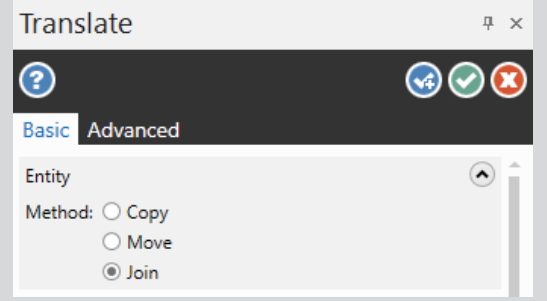 Translate
Basic Advanced
Entity
Method: Copy
Move
Join